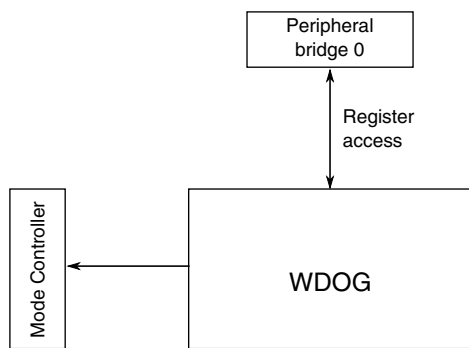 Peripheral
bridge 0
Register
access
Mode Controller
WDOG